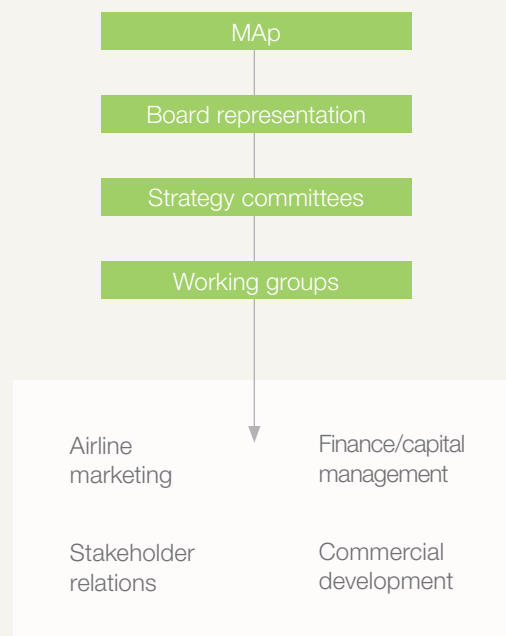 MAp
Board representation
Strategy committees
Working groups
Airline
marketing
Finance/capital
management
Stakeholder
relations
Commercial
development